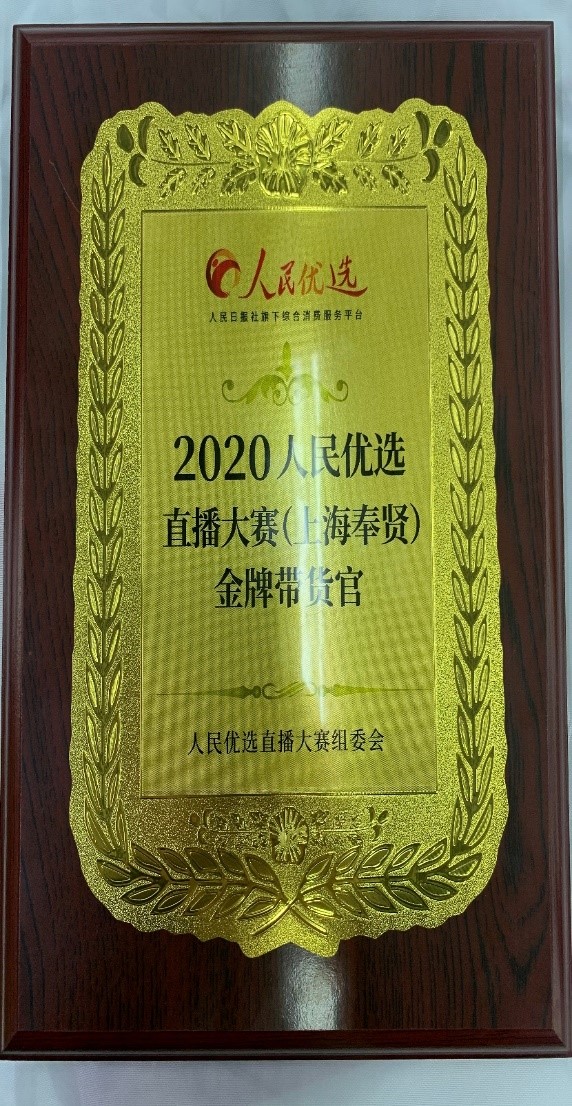 人民优选
人民日报社旗下综合消费服务平台
2020人民优选
直播大赛(上海奉贤)
金牌带货官
人民优选直播大赛组委会